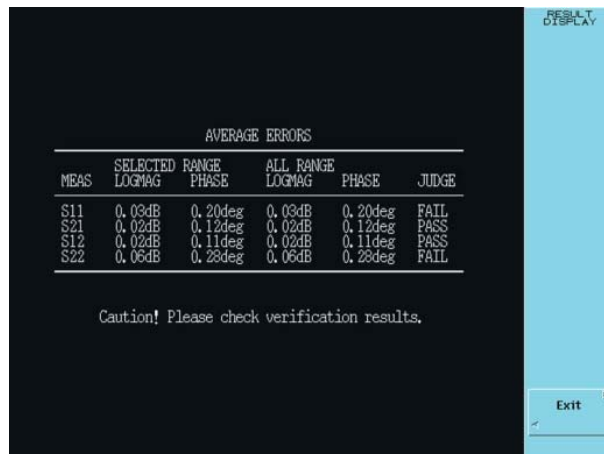 RESULT
DISPLAY
AVERAGE ERRORS
SELECTED RANGE ALL RANGE
MEAS LOGMAG PHASE LOGMAG PHASE JUDGE
S11 0.03dB 0.20deg 0.03dB 0.20deg FAIL
S21 0.02dB 0.12deg 0.02dB 0.12deg PASS
S12 0.02dB 0.11deg 0.02dB 0.11deg PASS
S22 0.06dB 0.28deg 0.06dB 0.28deg FAIL
Caution! Please check verification results.
Exit